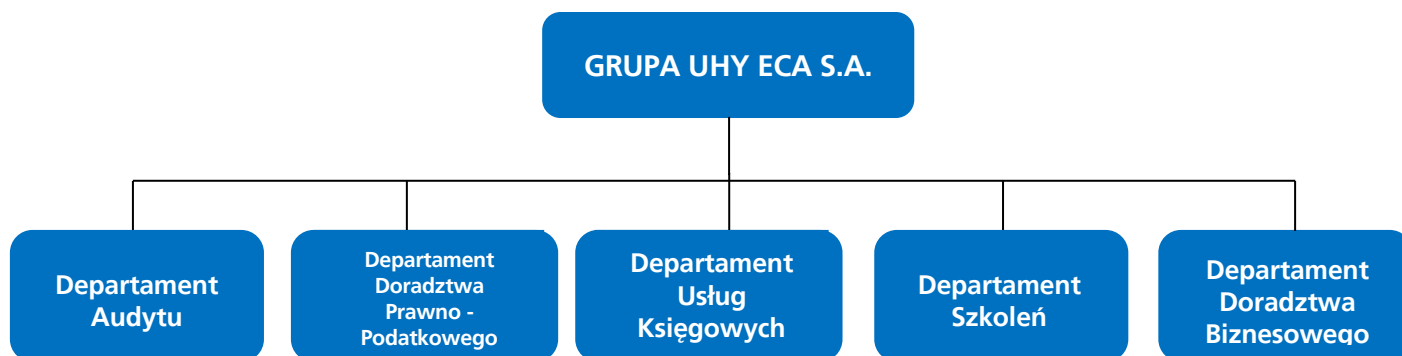 GRUPA UHY ECA S.A.
Departament
Audytu
Departament
Doradztwa
Prawno -
Podatkowego
Departament
Usług
Księgowych
Departament
Szkoleń
Departament
Doradztwa
Biznesowego